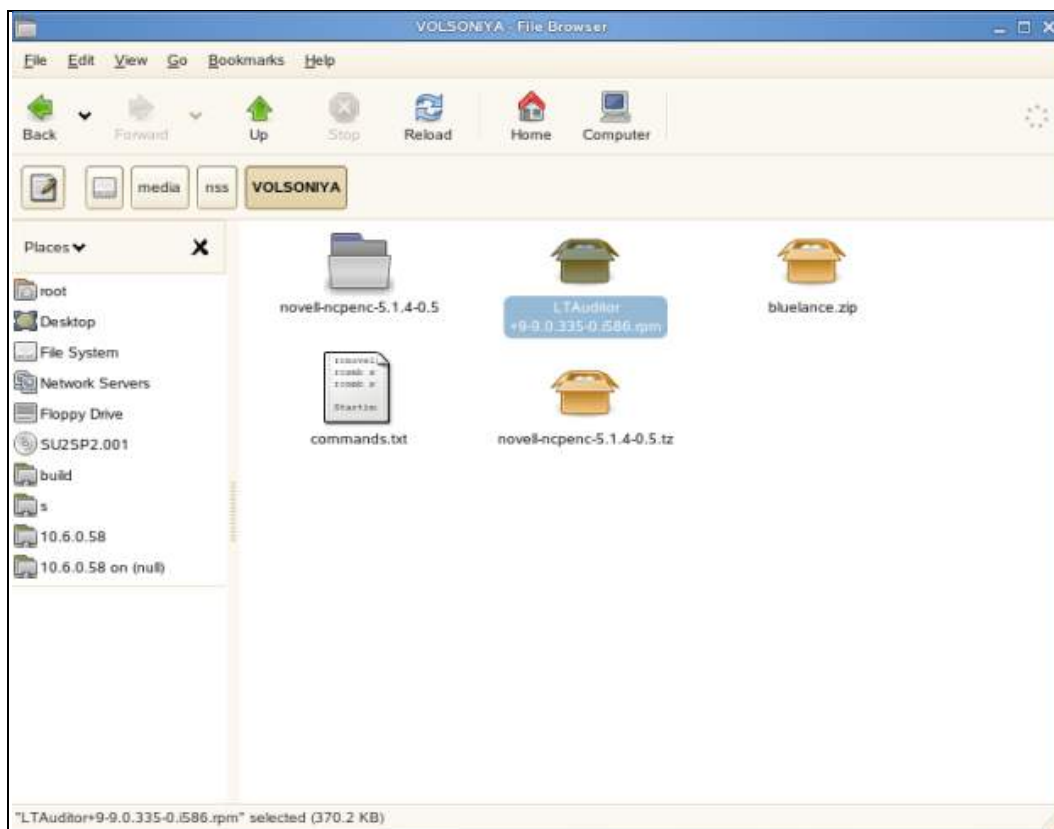 VOLSONIYA - File Browser
File Edit View Go Bookmarks Help
Back Forward Up Stop Reload Home Computer
media nss VOLSONIYA
Places
root
Desktop
File System
Network Servers
Floppy Drive
SU2SP2.001
build
s
10.6.0.58
10.6.0.58 on (null)
novell-ncpenc-5.1.4-0.5
LTAuditor
+9-9.0.335-0.i586.rpm
bluelance.zip
commands.txt
novell-ncpenc-5.1.4-0.5.tz
"LTAuditor+9-9.0.335-0.i586.rpm" selected (370.2 KB)